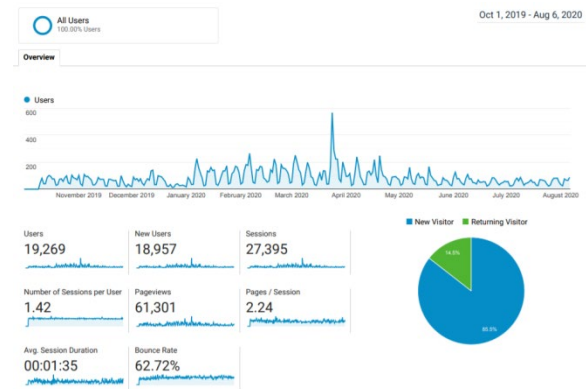 All Users
100.00% Users
Oct 1, 2019 - Aug 6, 2020
Overview
Users
600
400
200
November 2019 December 2019 January 2020 February 2020 March 2020 April 2020 May 2020 June 2020 July 2020 August 2020
New Visitor Returning Visitor
Users
19,269
New Users
18,957
Sessions
27,395
Number of Sessions per User
1.42
Pageviews
61,301
Pages / Session
2.24
Avg. Session Duration
00:01:35
Bounce Rate
62.72%